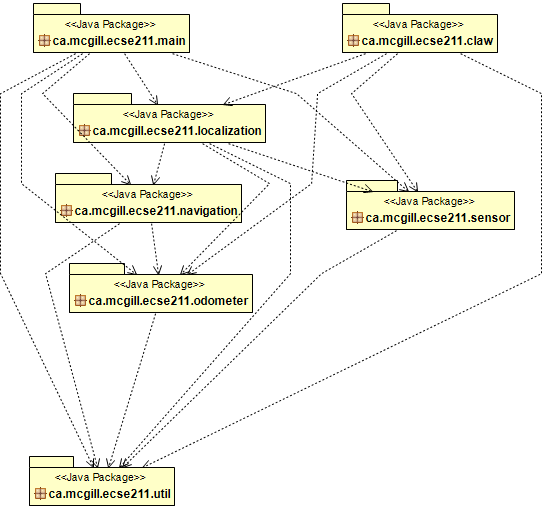 <<Java Package>>
ca.mcgill.ecse211.main
<<Java Package>>
ca.mcgill.ecse211.claw
<<Java Package>>
ca.mcgill.ecse211.localization
<<Java Package>>
ca.mcgill.ecse211.navigation
<<Java Package>>
ca.mcgill.ecse211.sensor
<<Java Package>>
ca.mcgill.ecse211.odometer
<<Java Package>>
ca.mcgill.ecse211.util